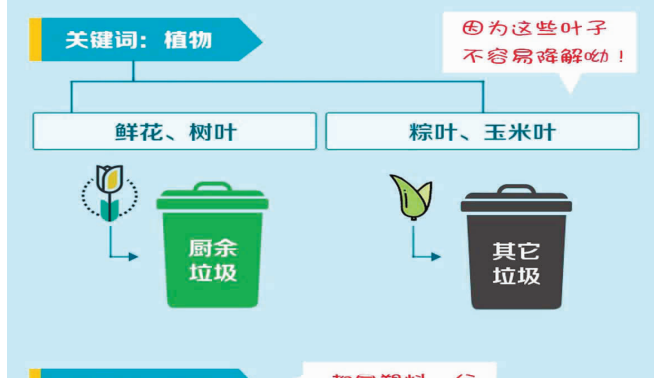 关键词：植物
因为这些叶子
不容易降解呦！
鲜花、树叶
粽叶、玉米叶
厨余
垃圾
其它
垃圾